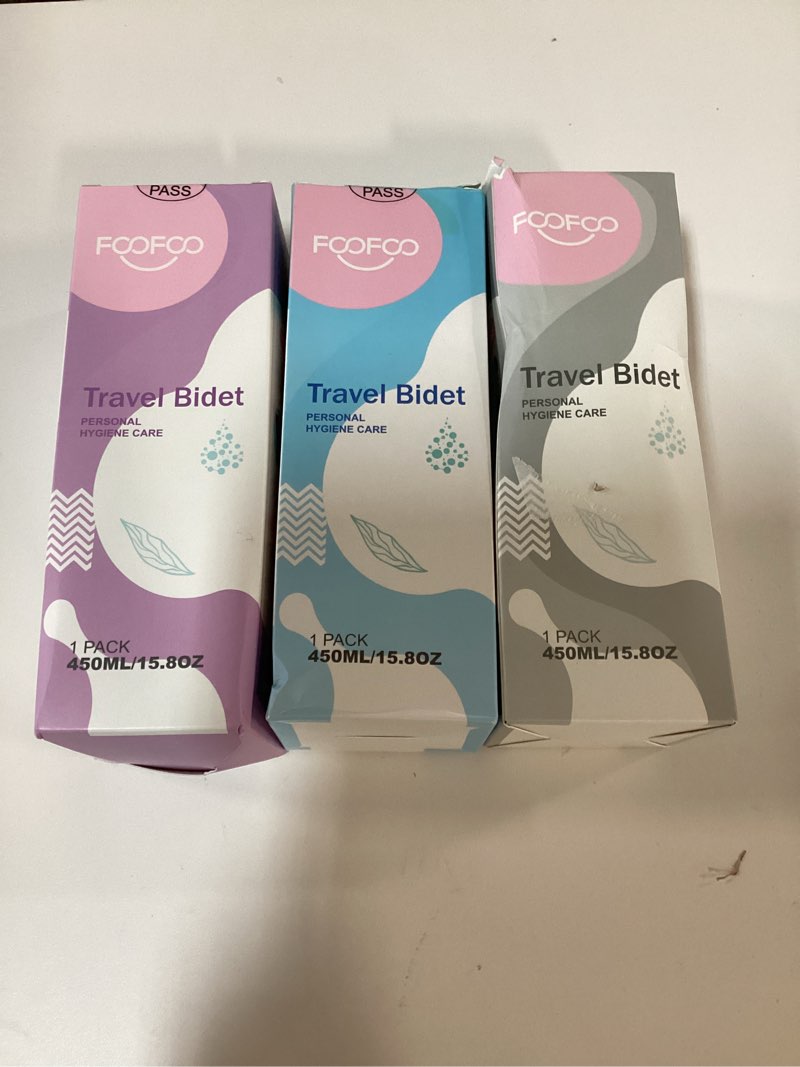 PASS
FOOFOO
Travel Bidet
PERSONAL
HYGIENE CARE
1 PACK
450ML/15.8OZ
PASS
FOOFOO
Travel Bidet
PERSONAL
HYGIENE CARE
1 PACK
450ML/15.8OZ
FOOFOO
Travel Bidet
PERSONAL
HYGIENE CARE
1 PACK
450ML/15.8OZ